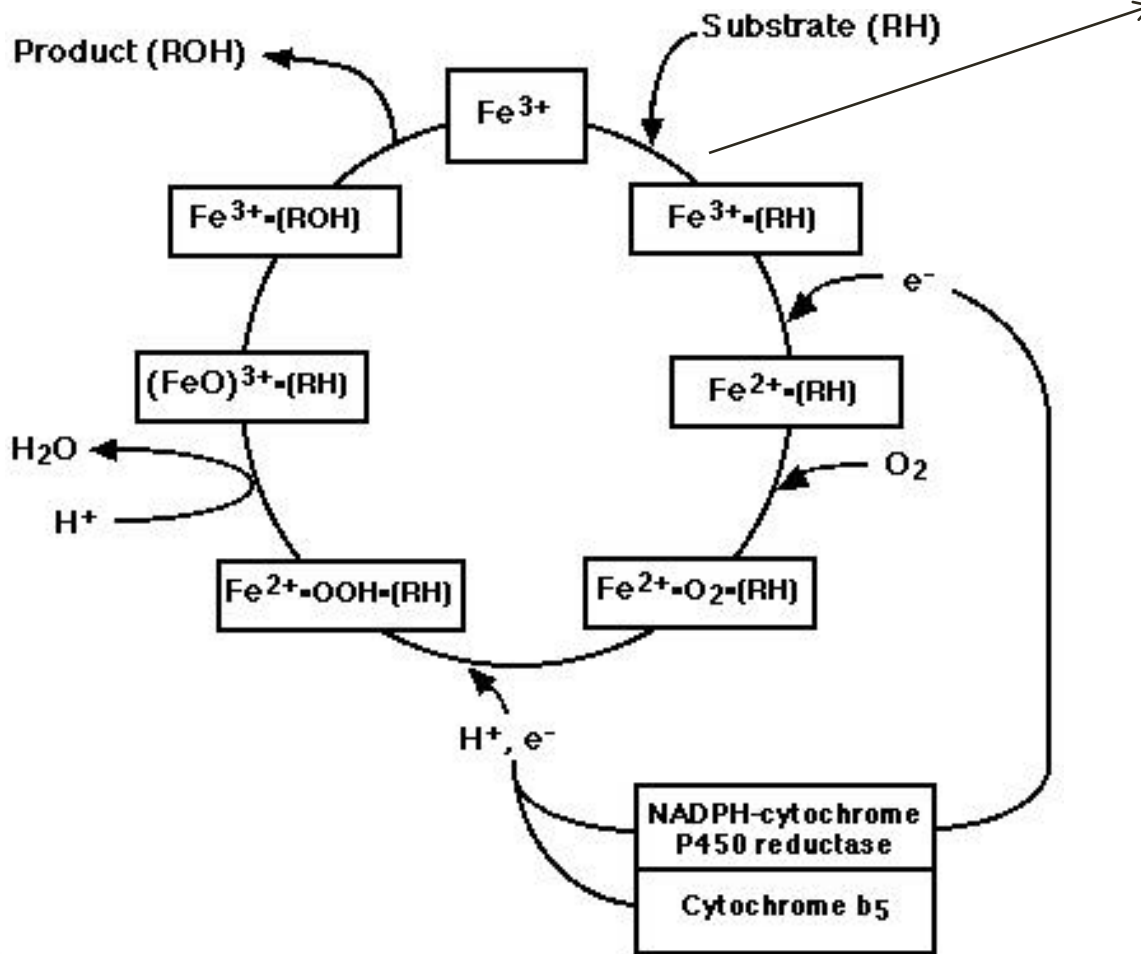 Substrate (RH)
Product (ROH)
Fe³⁺
Fe³⁺-(ROH)
Fe³⁺-(RH)
e⁻
(FeO)³⁺-(RH)
Fe²⁺-(RH)
H₂O
O₂
H⁺
Fe²⁺-OOH-(RH)
Fe²⁺-O₂-(RH)
H⁺, e⁻
NADPH-cytochrome
P450 reductase
Cytochrome b₅